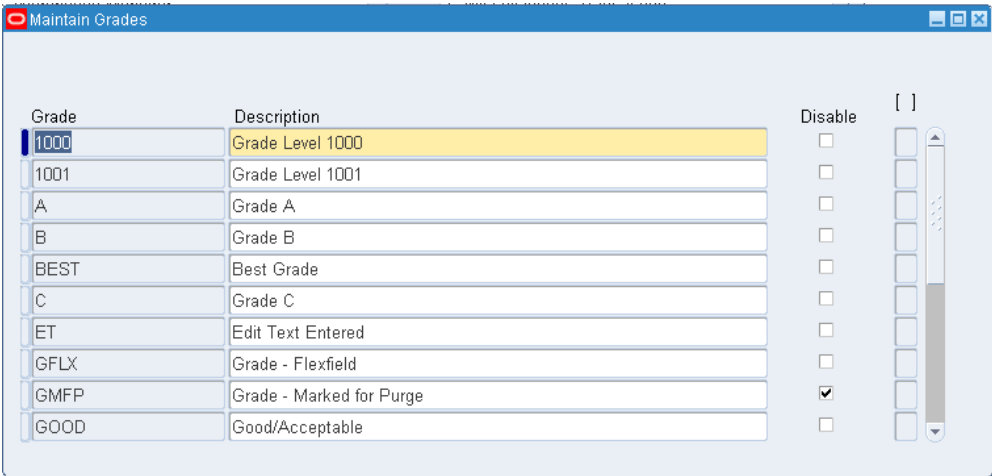 Maintain Grades
[ ]
Grade Description Disable
1000 Grade Level 1000
1001 Grade Level 1001
A Grade A
B Grade B
BEST Best Grade
C Grade C
ET Edit Text Entered
GFLX Grade - Flexfield
GMFP Grade - Marked for Purge
GOOD Good/Acceptable